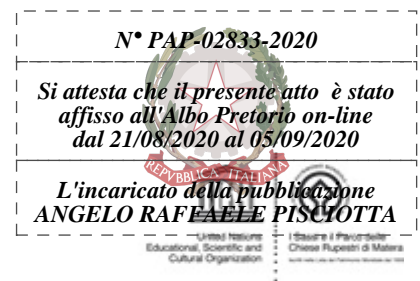 N° PAP-02833-2020
Si attesta che il presente atto è stato
affisso all'Albo Pretorio on-line
dal 21/08/2020 al 05/09/2020
REPVBBLICA ITALIANA
L'incaricato della pubblicazione
ANGELO RAFFAELE PISCIOTTA
United Nations
Educational, Scientific and
Cultural Organization
I Sassi e il Parco delle
Chiese Rupestri di Matera